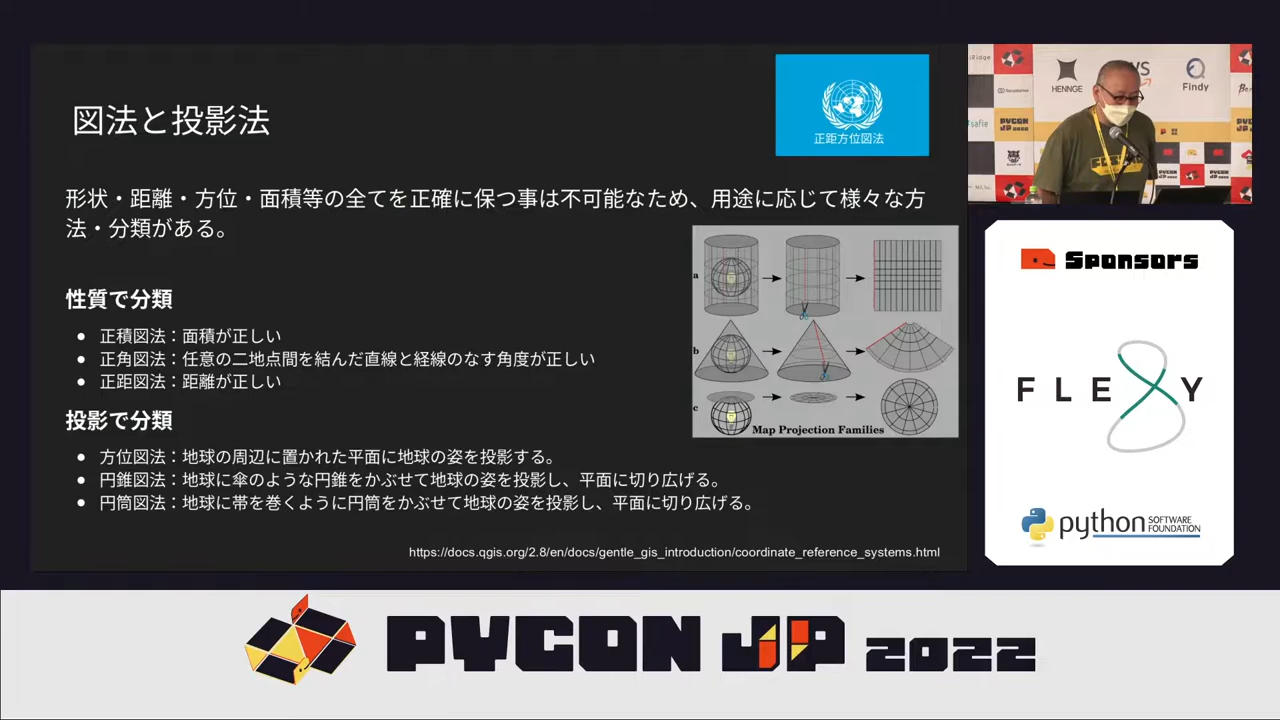 図法と投影法
正距方位図法
形状・距離・方位・面積等の全てを正確に保つ事は不可能なため、用途に応じて様々な方
法・分類がある。
性質で分類
● 正積図法：面積が正しい
● 正角図法：任意の二地点間を結んだ直線と経線のなす角度が正しい
● 正距図法：距離が正しい
投影で分類
● 方位図法：地球の周辺に置かれた平面に地球の姿を投影する。
● 円錐図法：地球に傘のような円錐をかぶせて地球の姿を投影し、平面に切り広げる。
● 円筒図法：地球に帯を巻くように円筒をかぶせて地球の姿を投影し、平面に切り広げる。
a
b
c
Map Projection Families
https://docs.qgis.org/2.8/en/docs/gentle_gis_introduction/coordinate_reference_systems.html
HENNGE
Findy
Sponsors
FLEXY
python
SOFTWARE
FOUNDATION
PYCON JP 2022